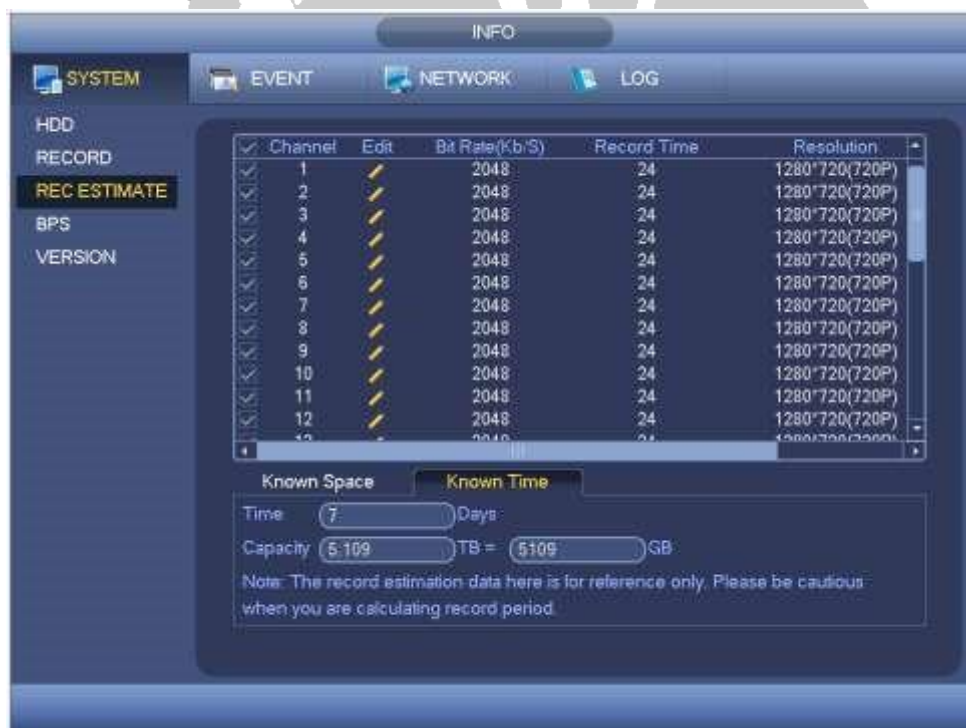 INFO
SYSTEM EVENT NETWORK LOG
HDD
RECORD
REC ESTIMATE
BPS
VERSION
Channel Edit Bit Rate(Kb/S) Record Time Resolution
1 2048 24 1280*720(720P)
2 2048 24 1280*720(720P)
3 2048 24 1280*720(720P)
4 2048 24 1280*720(720P)
5 2048 24 1280*720(720P)
6 2048 24 1280*720(720P)
7 2048 24 1280*720(720P)
8 2048 24 1280*720(720P)
9 2048 24 1280*720(720P)
10 2048 24 1280*720(720P)
11 2048 24 1280*720(720P)
12 2048 24 1280*720(720P)
Known Space Known Time
Time 7 Days
Capacity 5.109 TB = 5109 GB
Note: The record estimation data here is for reference only. Please be cautious
when you are calculating record period.